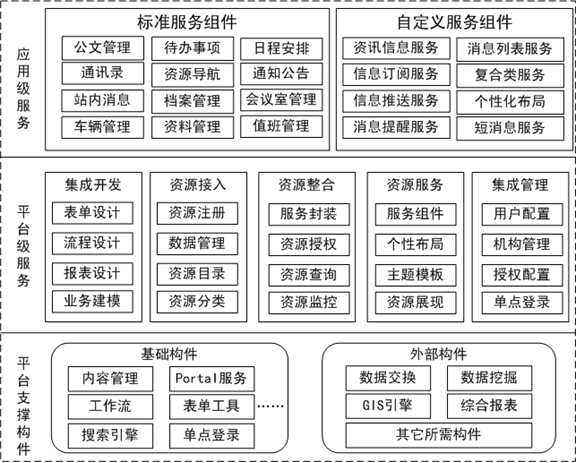 应用级服务
标准服务组件
公文管理 待办事项 日程安排
通讯录 资源导航 通知公告
站内消息 档案管理 会议室管理
车辆管理 资料管理 值班管理
自定义服务组件
资讯信息服务 消息列表服务
信息订阅服务 复合类服务
信息推送服务 个性化布局
消息提醒服务 短消息服务
平台级服务
集成开发
表单设计
流程设计
报表设计
业务建模
资源接入
资源注册
数据管理
资源目录
资源分类
资源整合
服务封装
资源授权
资源查询
资源监控
资源服务
服务组件
个性布局
主题模板
资源展现
集成管理
用户配置
机构管理
授权配置
单点登录
平台支撑构件
基础构件
内容管理 Portal服务
工作流 表单工具 ……
搜索引擎 单点登录
外部构件
数据交换 数据挖掘
GIS引擎 综合报表
其它所需构件